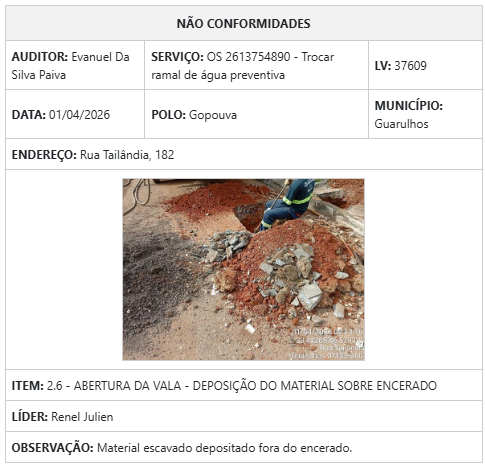 NÃO CONFORMIDADES
AUDITOR: Evanuel Da
Silva Paiva
SERVIÇO: OS 2613754890 - Trocar
ramal de água preventiva
LV: 37609
DATA: 01/04/2026
POLO: Gopouva
MUNICÍPIO:
Guarulhos
ENDEREÇO: Rua Tailândia, 182
ITEM: 2.6 - ABERTURA DA VALA - DEPOSIÇÃO DO MATERIAL SOBRE ENCERADO
LÍDER: Renel Julien
OBSERVAÇÃO: Material escavado depositado fora do encerado.